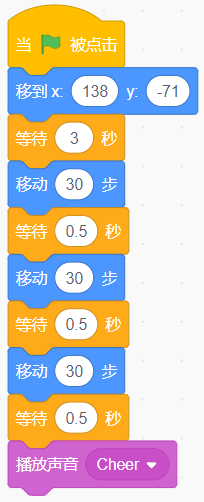 当 被点击
移到 x: 138 y: -71
等待 3 秒
移动 30 步
等待 0.5 秒
移动 30 步
等待 0.5 秒
移动 30 步
等待 0.5 秒
播放声音 Cheer